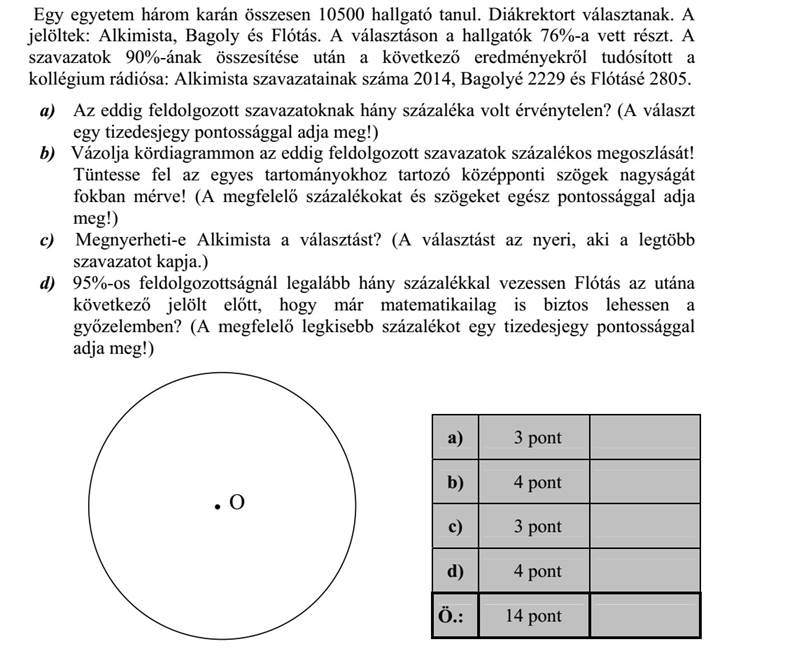 Egy egyetem három karán összesen 10500 hallgató tanul. Diákrektort választanak. A
jelöltek: Alkimista, Bagoly és Flótás. A választáson a hallgatók 76%-a vett részt. A
szavazatok 90%-ának összesítése után a következő eredményekről tudósított a
kollégium rádiósa: Alkimista szavazatainak száma 2014, Bagolyé 2229 és Flótásé 2805.
a) Az eddig feldolgozott szavazatoknak hány százaléka volt érvénytelen? (A választ
egy tizedesjegy pontossággal adja meg!)
b) Vázolja kördiagrammon az eddig feldolgozott szavazatok százalékos megoszlását!
Tüntesse fel az egyes tartományokhoz tartozó középponti szögek nagyságát
fokban mérve! (A megfelelő százalékokat és szögeket egész pontossággal adja
meg!)
c) Megnyerheti-e Alkimista a választást? (A választást az nyeri, aki a legtöbb
szavazatot kapja.)
d) 95%-os feldolgozottságnál legalább hány százalékkal vezessen Flótás az utána
következő jelölt előtt, hogy már matematikailag is biztos lehessen a
győzelemben? (A megfelelő legkisebb százalékot egy tizedesjegy pontossággal
adja meg!)
O
a) 3 pont
b) 4 pont
c) 3 pont
d) 4 pont
Ö.: 14 pont